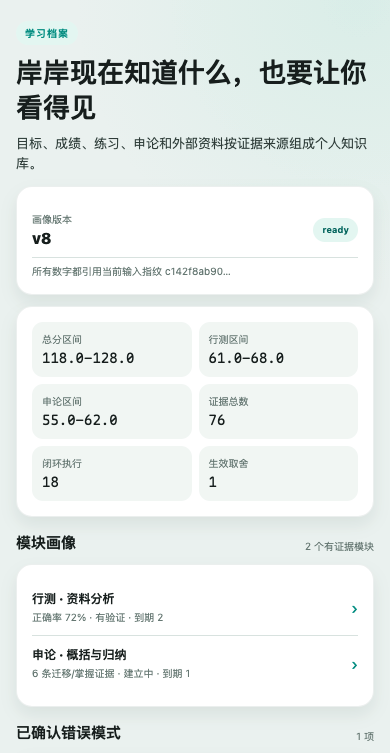 学习档案
岸岸现在知道什么，也要让你
看得见
目标、成绩、练习、申论和外部资料按证据来源组成个人知识
库。
画像版本
v8
ready
所有数字都引用当前输入指纹 c142f8ab90…
总分区间
118.0–128.0
行测区间
61.0–68.0
申论区间
55.0–62.0
证据总数
76
闭环执行
18
生效取舍
1
模块画像
2 个有证据模块
行测 · 资料分析
正确率 72% · 有验证 · 到期 2
›
申论 · 概括与归纳
6 条迁移/掌握证据 · 建立中 · 到期 1
›
已确认错误模式
1 项